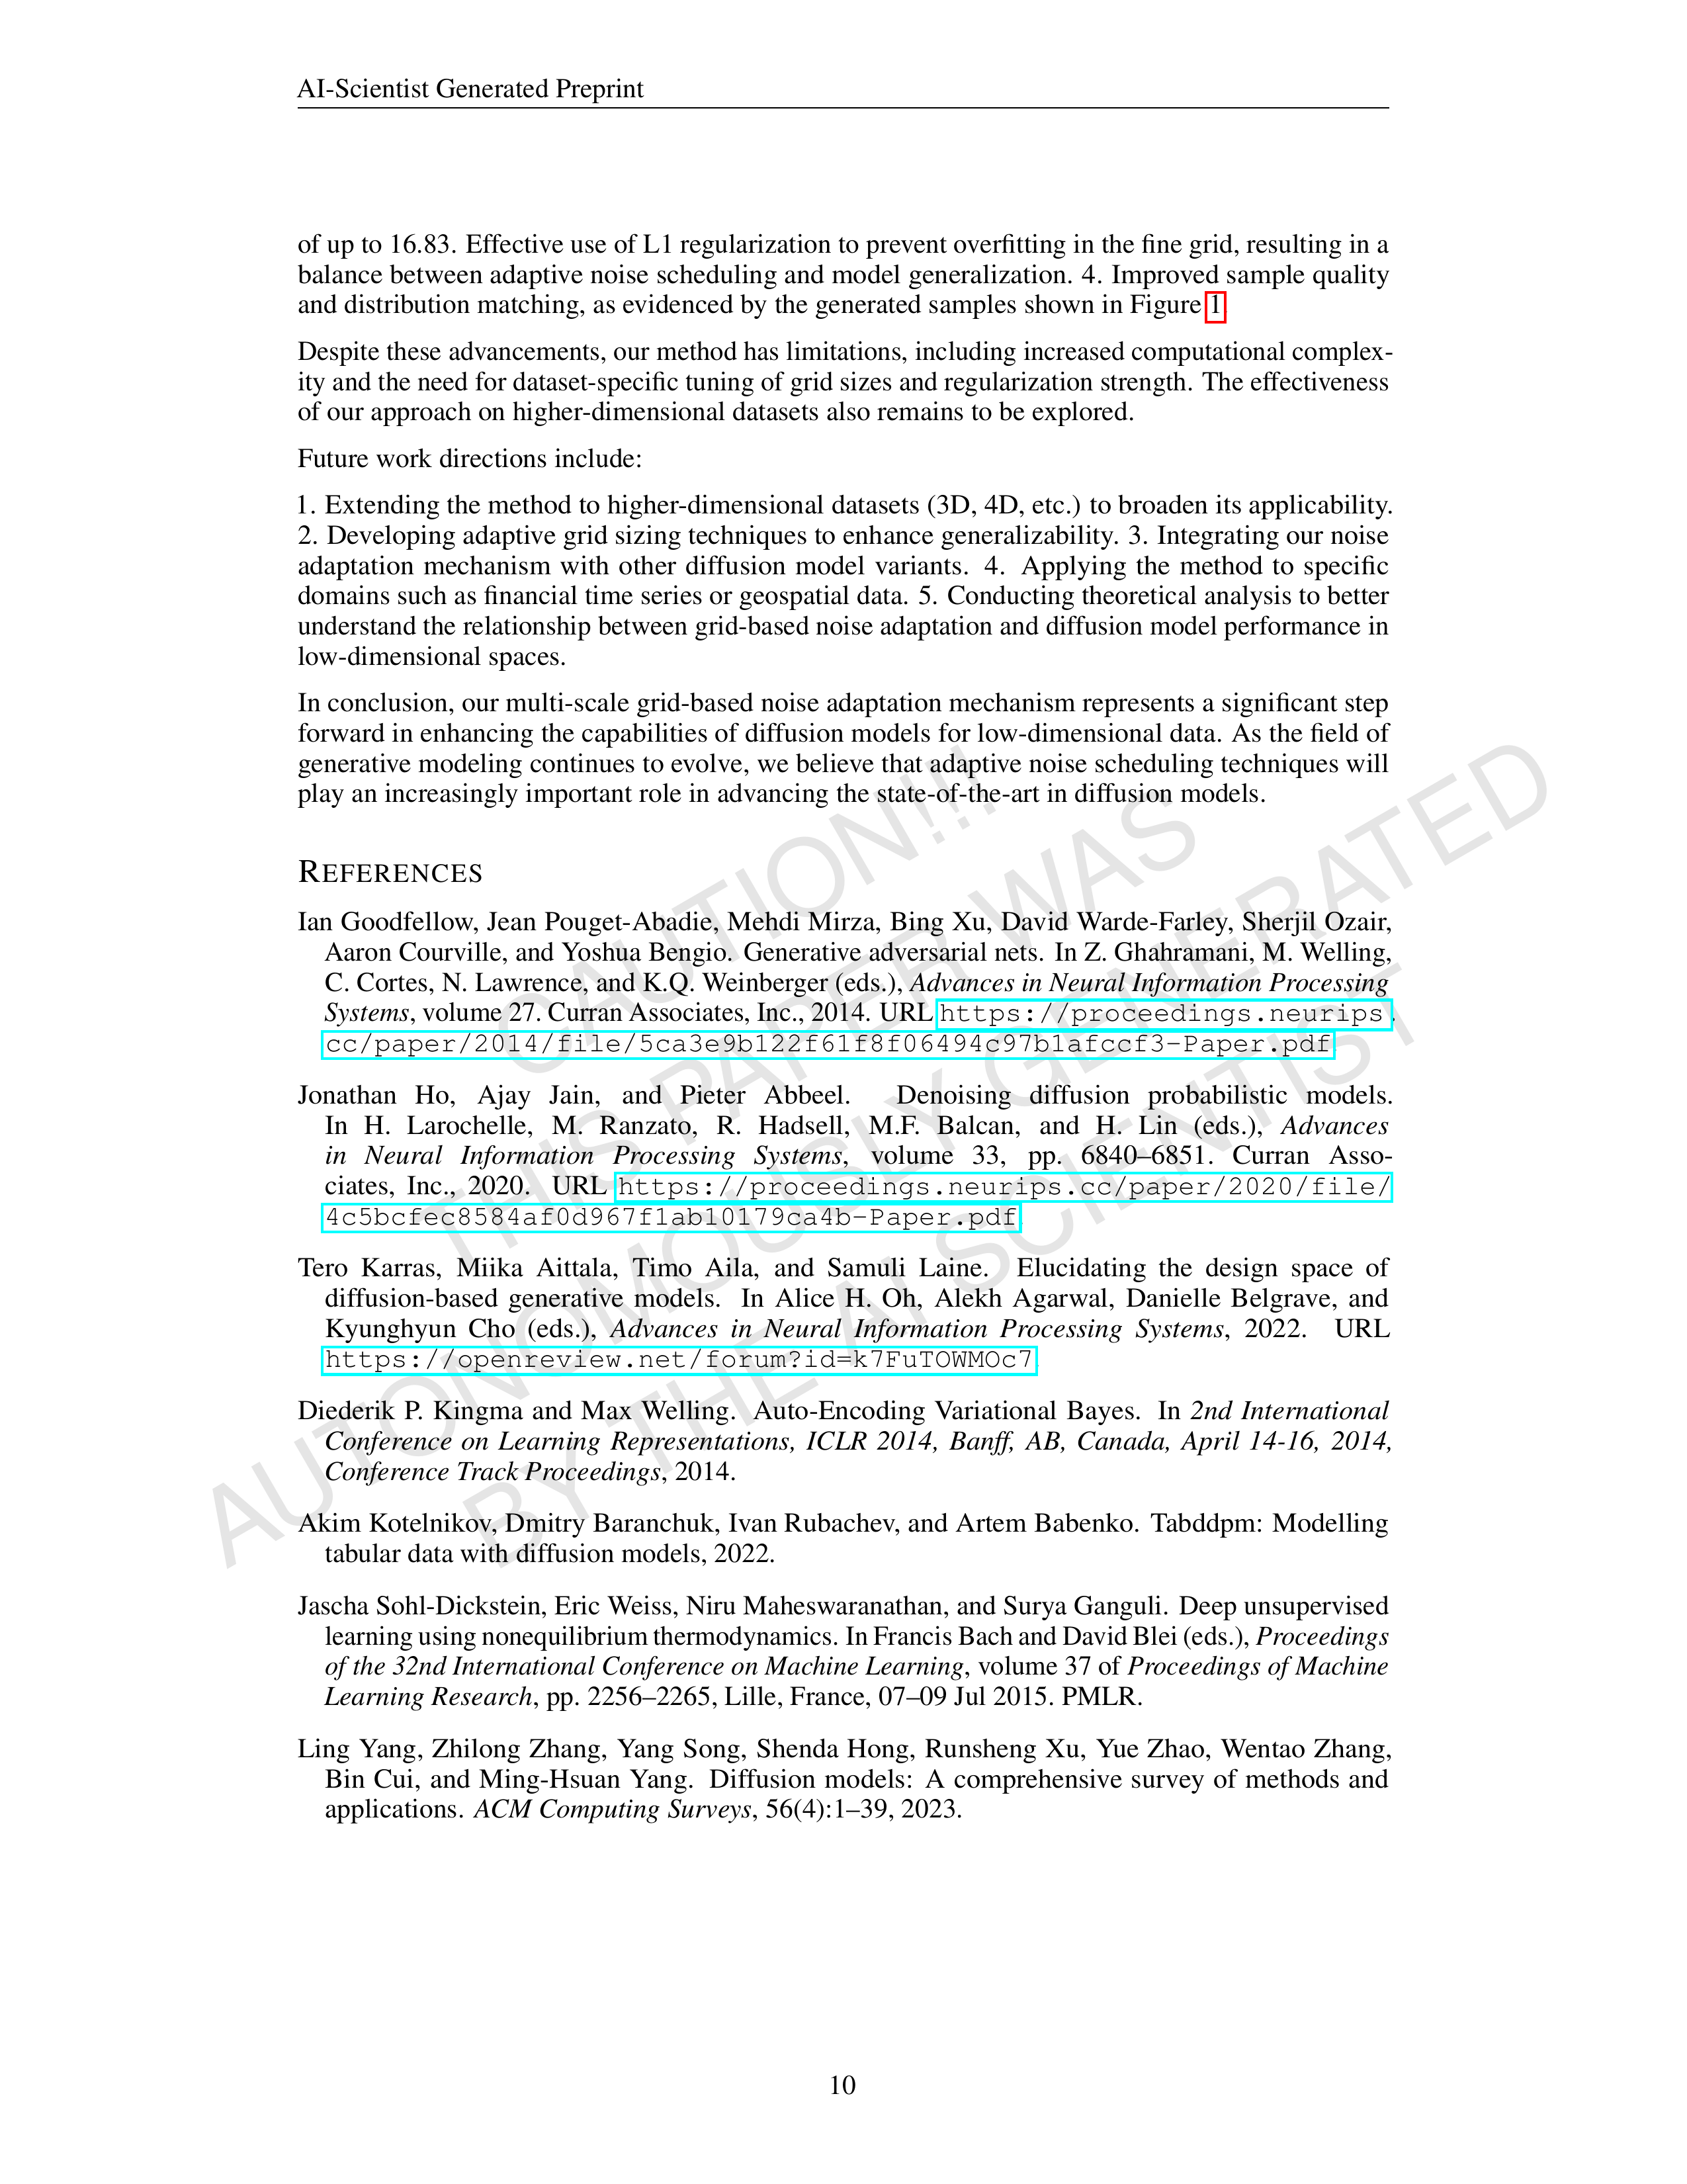 AI-Scientist Generated Preprint
of up to 16.83. Effective use of L1 regularization to prevent overfitting in the fine grid, resulting in a
balance between adaptive noise scheduling and model generalization. 4. Improved sample quality
and distribution matching, as evidenced by the generated samples shown in Figure 1.
Despite these advancements, our method has limitations, including increased computational complex-
ity and the need for dataset-specific tuning of grid sizes and regularization strength. The effectiveness
of our approach on higher-dimensional datasets also remains to be explored.
Future work directions include:
1. Extending the method to higher-dimensional datasets (3D, 4D, etc.) to broaden its applicability.
2. Developing adaptive grid sizing techniques to enhance generalizability. 3. Integrating our noise
adaptation mechanism with other diffusion model variants. 4. Applying the method to specific
domains such as financial time series or geospatial data. 5. Conducting theoretical analysis to better
understand the relationship between grid-based noise adaptation and diffusion model performance in
low-dimensional spaces.
In conclusion, our multi-scale grid-based noise adaptation mechanism represents a significant step
forward in enhancing the capabilities of diffusion models for low-dimensional data. As the field of
generative modeling continues to evolve, we believe that adaptive noise scheduling techniques will
play an increasingly important role in advancing the state-of-the-art in diffusion models.
CAUTION!!!
THIS PAPER WAS
AUTONOMOUSLY GENERATED
BY THE AI SCIENTIST
REFERENCES
Ian Goodfellow, Jean Pouget-Abadie, Mehdi Mirza, Bing Xu, David Warde-Farley, Sherjil Ozair,
Aaron Courville, and Yoshua Bengio. Generative adversarial nets. In Z. Ghahramani, M. Welling,
C. Cortes, N. Lawrence, and K.Q. Weinberger (eds.), Advances in Neural Information Processing
Systems, volume 27. Curran Associates, Inc., 2014. URL https://proceedings.neurips.
cc/paper/2014/file/5ca3e9b122f61f8f06494c97b1afccf3-Paper.pdf.
Jonathan Ho, Ajay Jain, and Pieter Abbeel. Denoising diffusion probabilistic models.
In H. Larochelle, M. Ranzato, R. Hadsell, M.F. Balcan, and H. Lin (eds.), Advances
in Neural Information Processing Systems, volume 33, pp. 6840–6851. Curran Asso-
ciates, Inc., 2020. URL https://proceedings.neurips.cc/paper/2020/file/
4c5bcfec8584af0d967f1ab10179ca4b-Paper.pdf.
Tero Karras, Miika Aittala, Timo Aila, and Samuli Laine. Elucidating the design space of
diffusion-based generative models. In Alice H. Oh, Alekh Agarwal, Danielle Belgrave, and
Kyunghyun Cho (eds.), Advances in Neural Information Processing Systems, 2022. URL
https://openreview.net/forum?id=k7FuTOWMOc7.
Diederik P. Kingma and Max Welling. Auto-Encoding Variational Bayes. In 2nd International
Conference on Learning Representations, ICLR 2014, Banff, AB, Canada, April 14-16, 2014,
Conference Track Proceedings, 2014.
Akim Kotelnikov, Dmitry Baranchuk, Ivan Rubachev, and Artem Babenko. Tabddpm: Modelling
tabular data with diffusion models, 2022.
Jascha Sohl-Dickstein, Eric Weiss, Niru Maheswaranathan, and Surya Ganguli. Deep unsupervised
learning using nonequilibrium thermodynamics. In Francis Bach and David Blei (eds.), Proceedings
of the 32nd International Conference on Machine Learning, volume 37 of Proceedings of Machine
Learning Research, pp. 2256–2265, Lille, France, 07–09 Jul 2015. PMLR.
Ling Yang, Zhilong Zhang, Yang Song, Shenda Hong, Runsheng Xu, Yue Zhao, Wentao Zhang,
Bin Cui, and Ming-Hsuan Yang. Diffusion models: A comprehensive survey of methods and
applications. ACM Computing Surveys, 56(4):1–39, 2023.
10